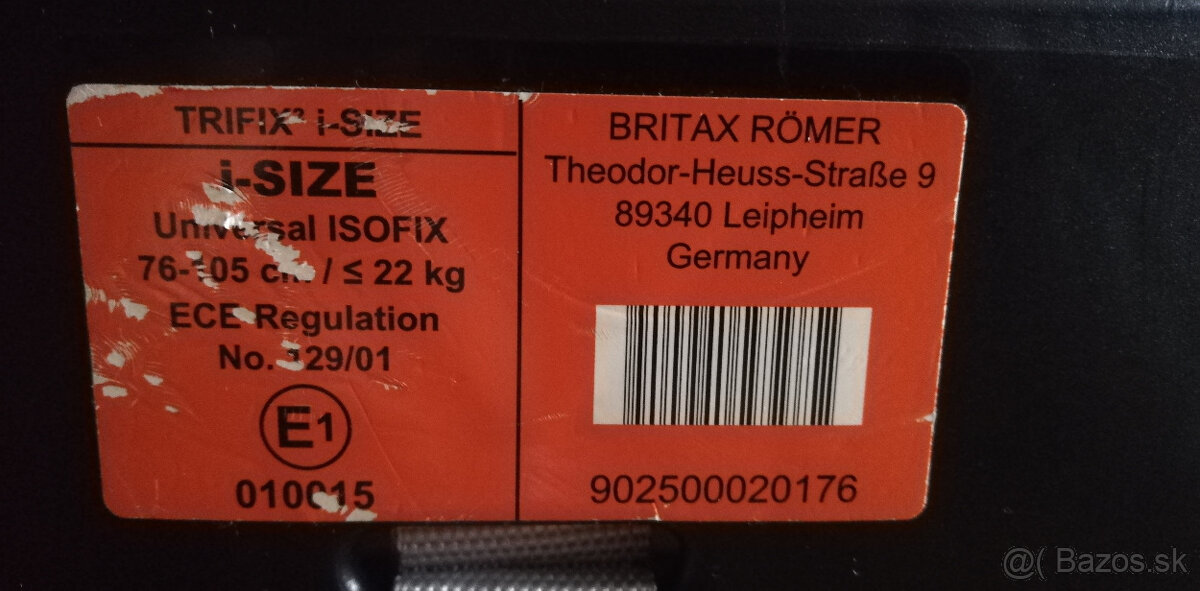 TRIFIX² i-SIZE
i-SIZE
Universal ISOFIX
76-105 cm / ≤ 22 kg
ECE Regulation
No. 129/01
E1
010015
BRITAX RÖMER
Theodor-Heuss-Straße 9
89340 Leipheim
Germany
902500020176
@( Bazos.sk